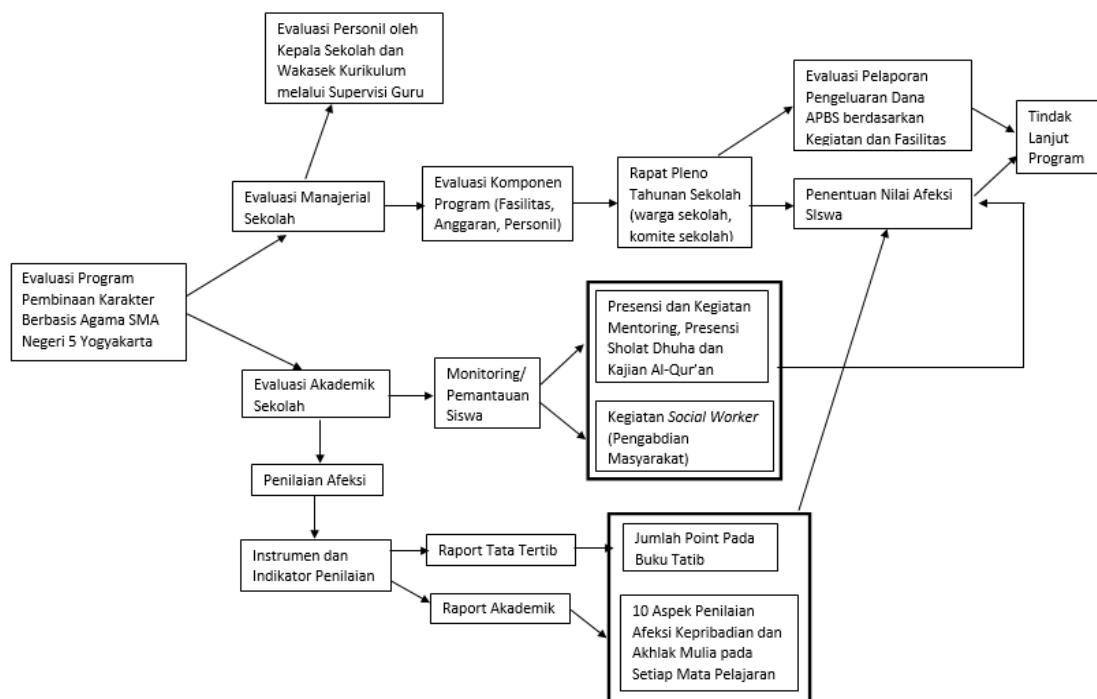 Evaluasi Personil oleh
Kepala Sekolah dan
Wakasek Kurikulum
melalui Supervisi Guru
Evaluasi Pelaporan
Pengeluaran Dana
APBS berdasarkan
Kegiatan dan Fasilitas
Tindak
Lanjut
Program
Evaluasi Manajerial
Sekolah
Evaluasi Komponen
Program (Fasilitas,
Anggaran, Personil)
Rapat Pleno
Tahunan Sekolah
(warga sekolah,
komite sekolah)
Penentuan Nilai Afeksi
SIswa
Evaluasi Program
Pembinaan Karakter
Berbasis Agama SMA
Negeri 5 Yogyakarta
Presensi dan Kegiatan
Mentoring, Presensi
Sholat Dhuha dan
Kajian Al-Qur'an
Evaluasi Akademik
Sekolah
Monitoring/
Pemantauan
Siswa
Kegiatan Social Worker
(Pengabdian
Masyarakat)
Penilaian Afeksi
Instrumen dan
Indikator Penilaian
Raport Tata Tertib
Jumlah Point Pada
Buku Tatib
Raport Akademik
10 Aspek Penilaian
Afeksi Kepribadian dan
Akhlak Mulia pada
Setiap Mata Pelajaran